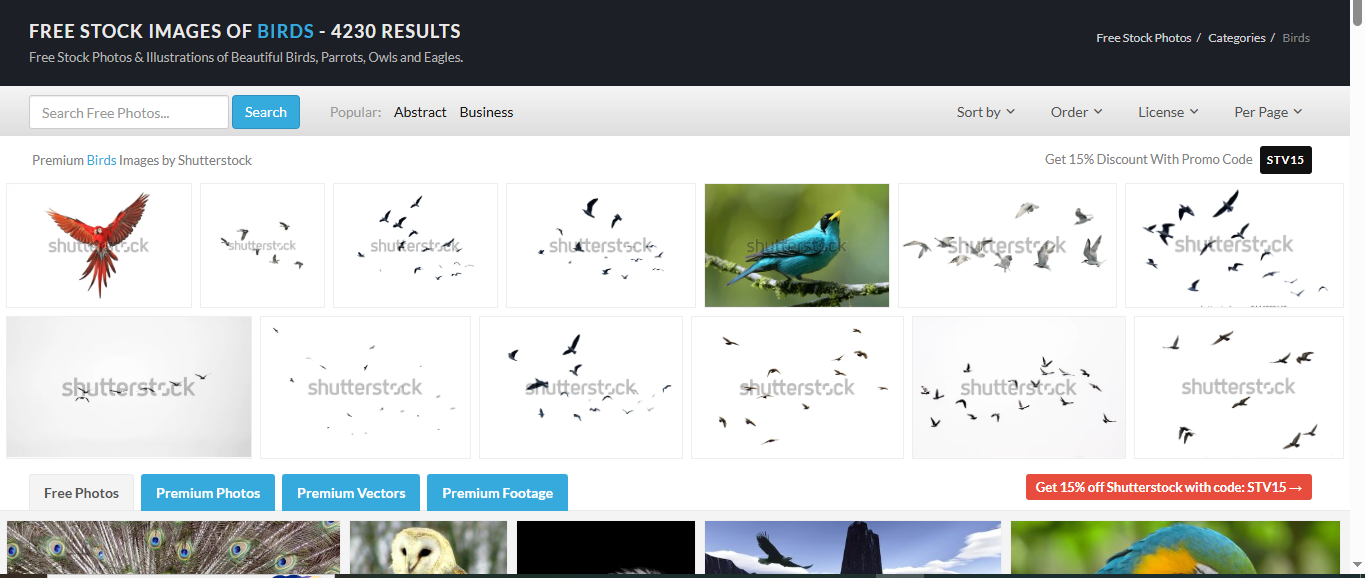 FREE STOCK IMAGES OF BIRDS - 4230 RESULTS
Free Stock Photos & Illustrations of Beautiful Birds, Parrots, Owls and Eagles.
Free Stock Photos / Categories / Birds
Search Free Photos...
Search
Popular: Abstract Business
Sort by
Order
License
Per Page
Premium Birds Images by Shutterstock
Get 15% Discount With Promo Code STV15
shutterstock
shutterstock
shutterstock
shutterstock
shutterstock
shutterstock
shutterstock
shutterstock
shutterstock
shutterstock
shutterstock
shutterstock
shutterstock
Free Photos
Premium Photos
Premium Vectors
Premium Footage
Get 15% off Shutterstock with code: STV15 →